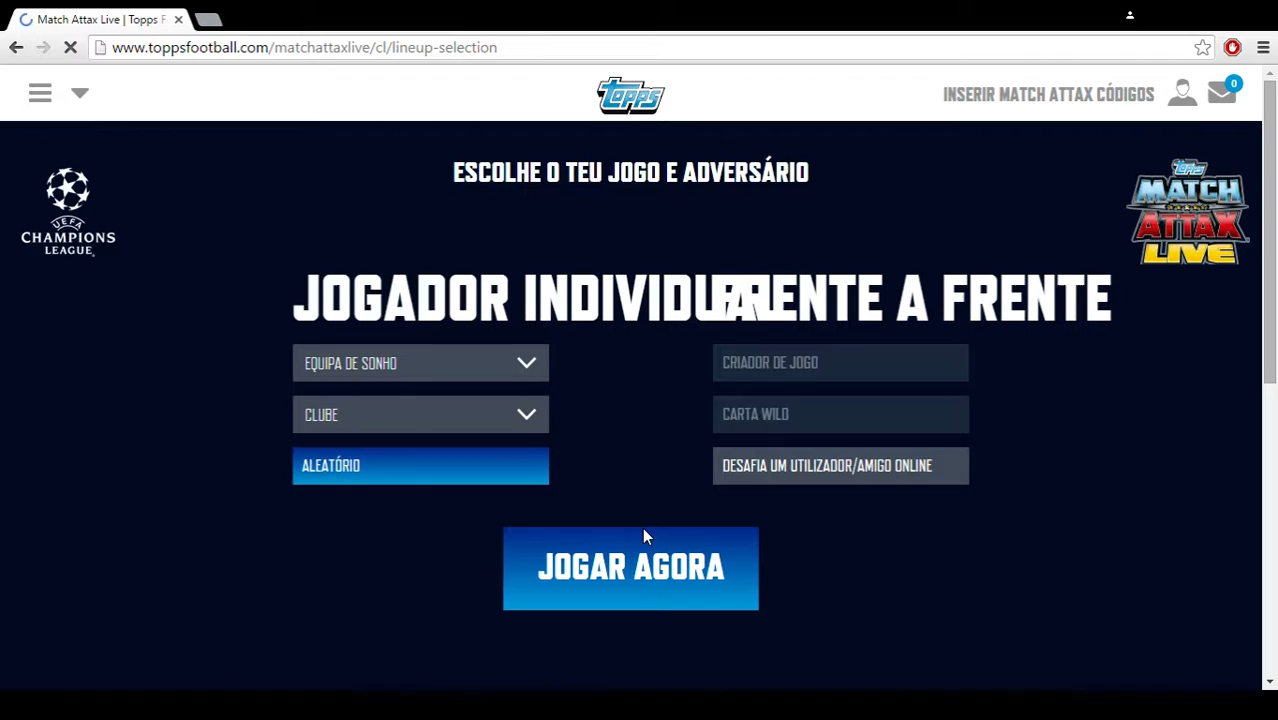 Match Attax Live | Topps F
www.toppsfootball.com/matchattaxlive/cl/lineup-selection
topps
INSERIR MATCH ATTAX CÓDIGOS
0
ESCOLHE O TEU JOGO E ADVERSÁRIO
UEFA
CHAMPIONS
LEAGUE
topps
MATCH
ATTAX
LIVE
JOGADOR INDIVIDUAL
FRENTE A FRENTE
EQUIPA DE SONHO
CRIADOR DE JOGO
CLUBE
CARTA WILD
ALEATÓRIO
DESAFIA UM UTILIZADOR/AMIGO ONLINE
JOGAR AGORA